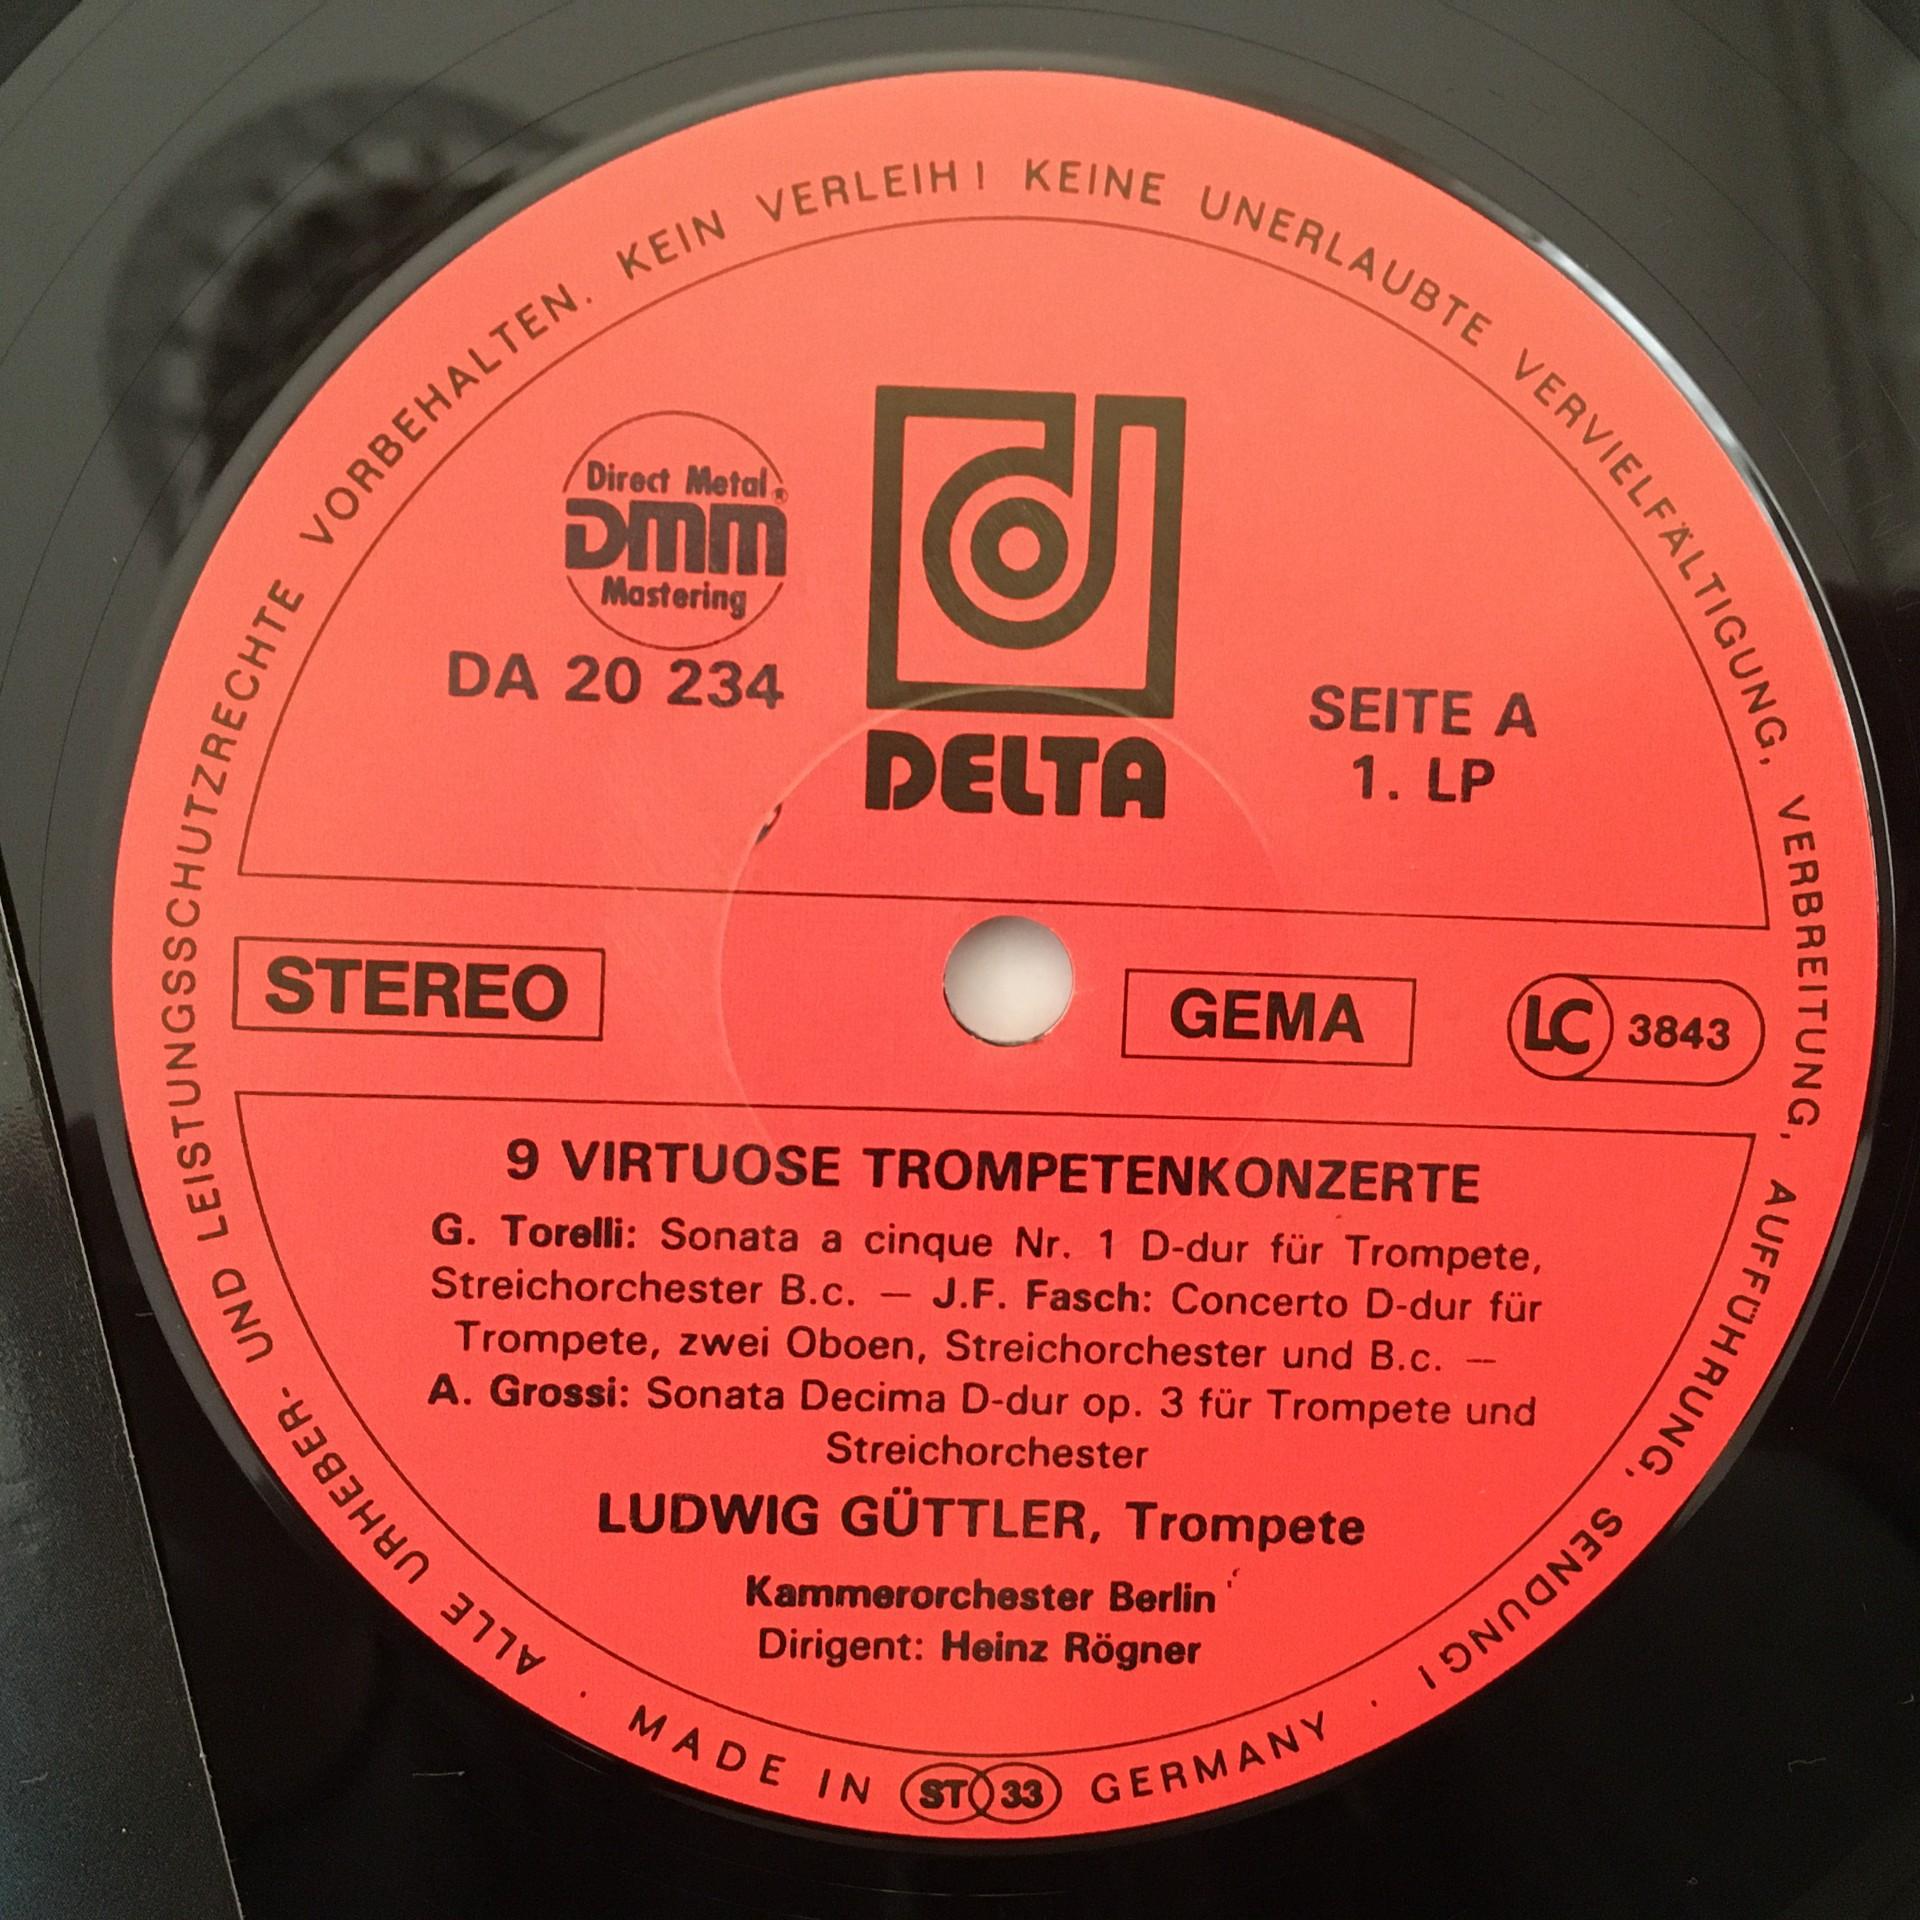 ALLE URHEBER- UND LEISTUNGSSCHUTZRECHTE VORBEHALTEN. KEIN VERLEIH! KEINE UNERLAUBTE VERVIELFÄLTIGUNG, VERBREITUNG, AUFFÜHRUNG, SENDUNG!
Direct Metal ®
DMM
Mastering
DA 20 234
d
DELTA
SEITE A
1. LP
STEREO
GEMA
LC 3843
9 VIRTUOSE TROMPETENKONZERTE
G. Torelli: Sonata a cinque Nr. 1 D-dur für Trompete,
Streichorchester B.c. — J.F. Fasch: Concerto D-dur für
Trompete, zwei Oboen, Streichorchester und B.c. —
A. Grossi: Sonata Decima D-dur op. 3 für Trompete und
Streichorchester
LUDWIG GÜTTLER, Trompete
Kammerorchester Berlin
Dirigent: Heinz Rögner
· MADE IN ST 33 GERMANY ·